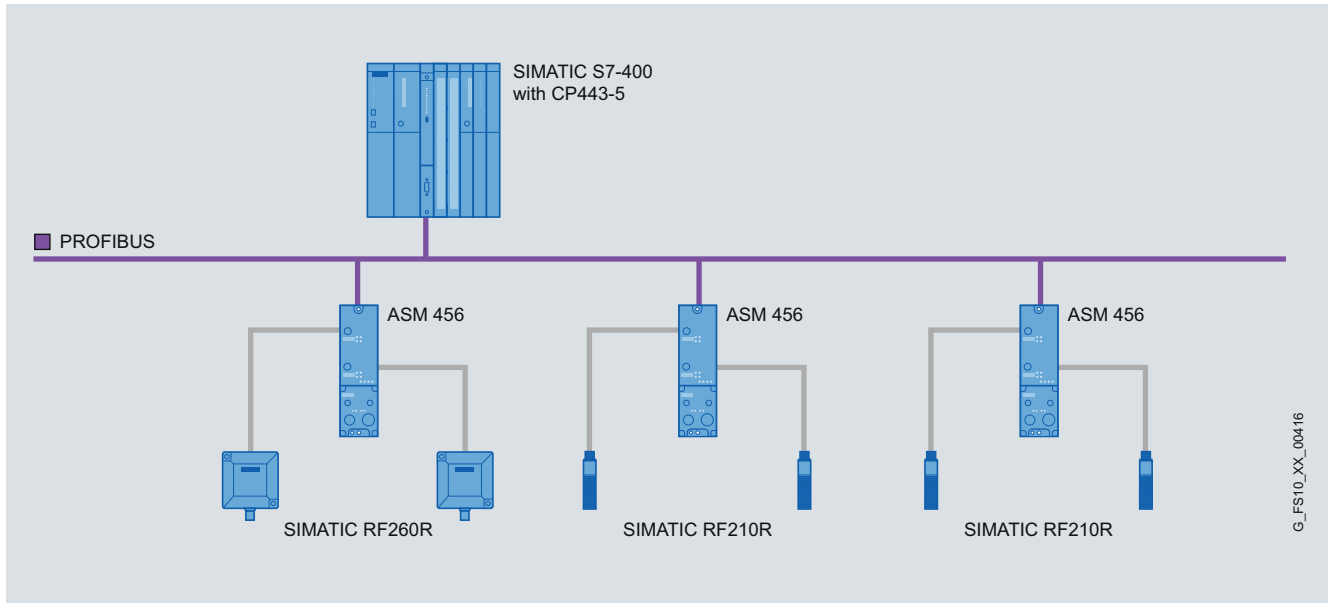 SIMATIC S7-400
with CP443-5
PROFIBUS
ASM 456
ASM 456
ASM 456
SIMATIC RF260R
SIMATIC RF210R
SIMATIC RF210R
G_FS10_XX_00416